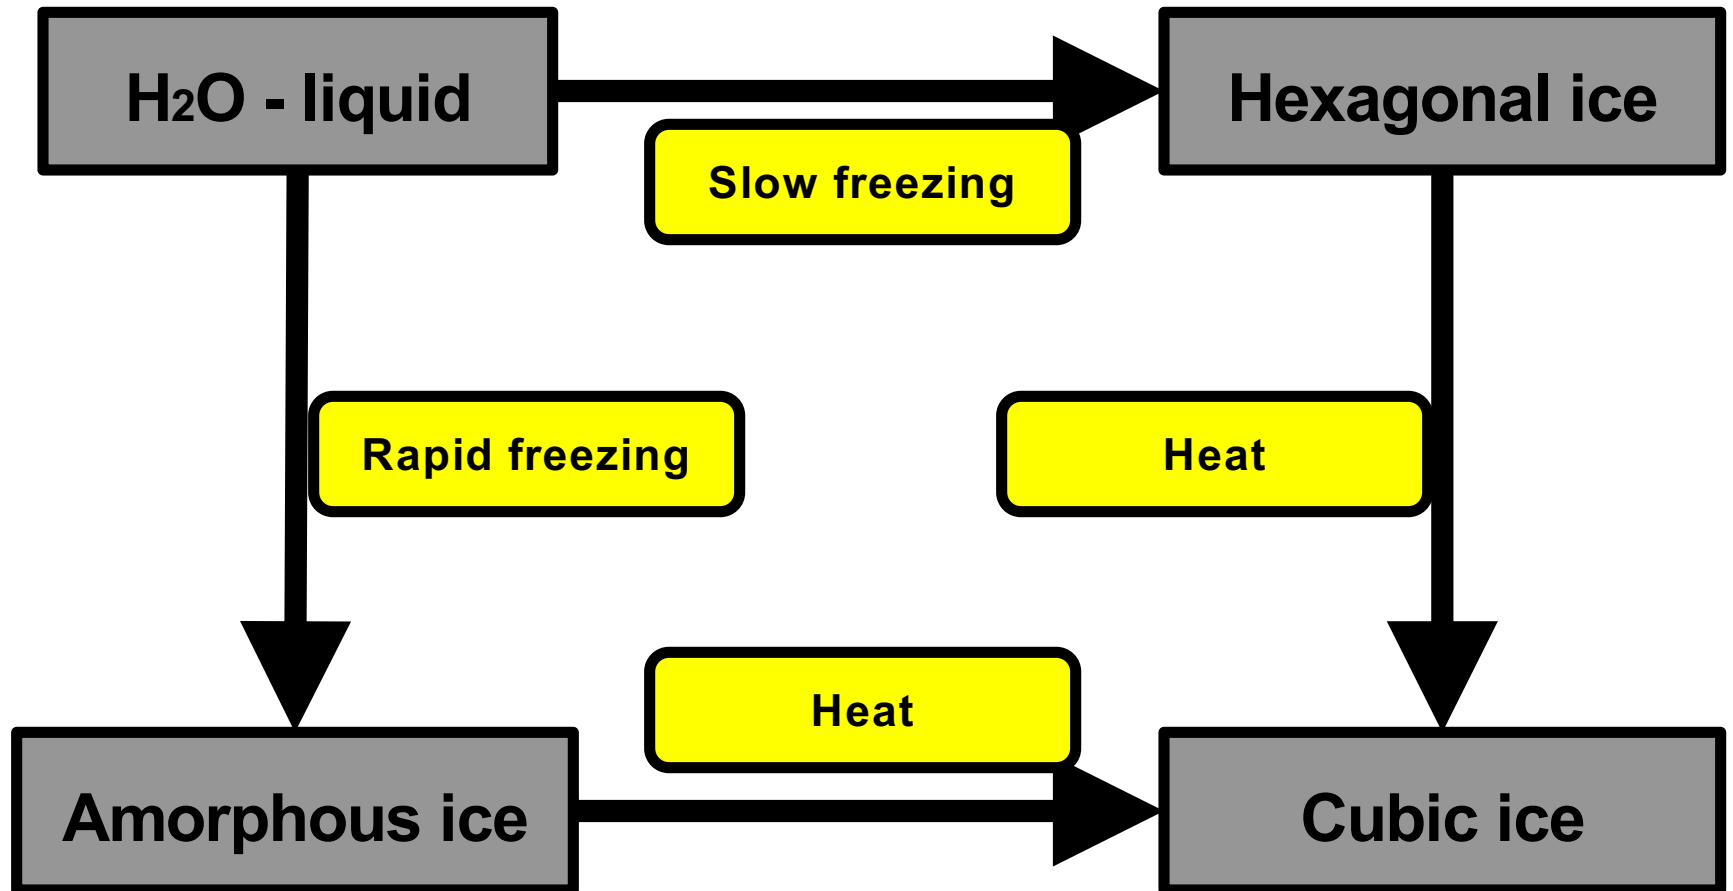 H2O - liquid
Hexagonal ice
Slow freezing
Rapid freezing
Heat
Heat
Amorphous ice
Cubic ice